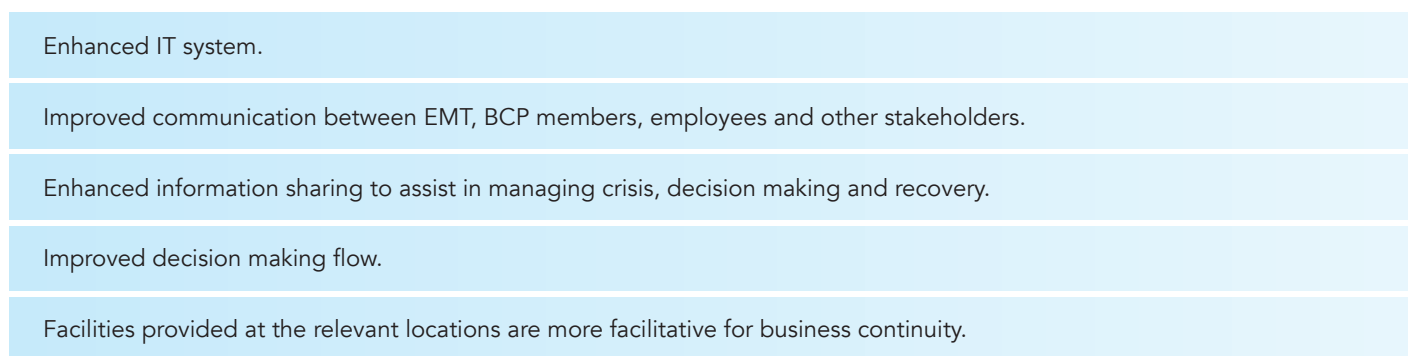 Enhanced IT system.
Improved communication between EMT, BCP members, employees and other stakeholders.
Enhanced information sharing to assist in managing crisis, decision making and recovery.
Improved decision making flow.
Facilities provided at the relevant locations are more facilitative for business continuity.